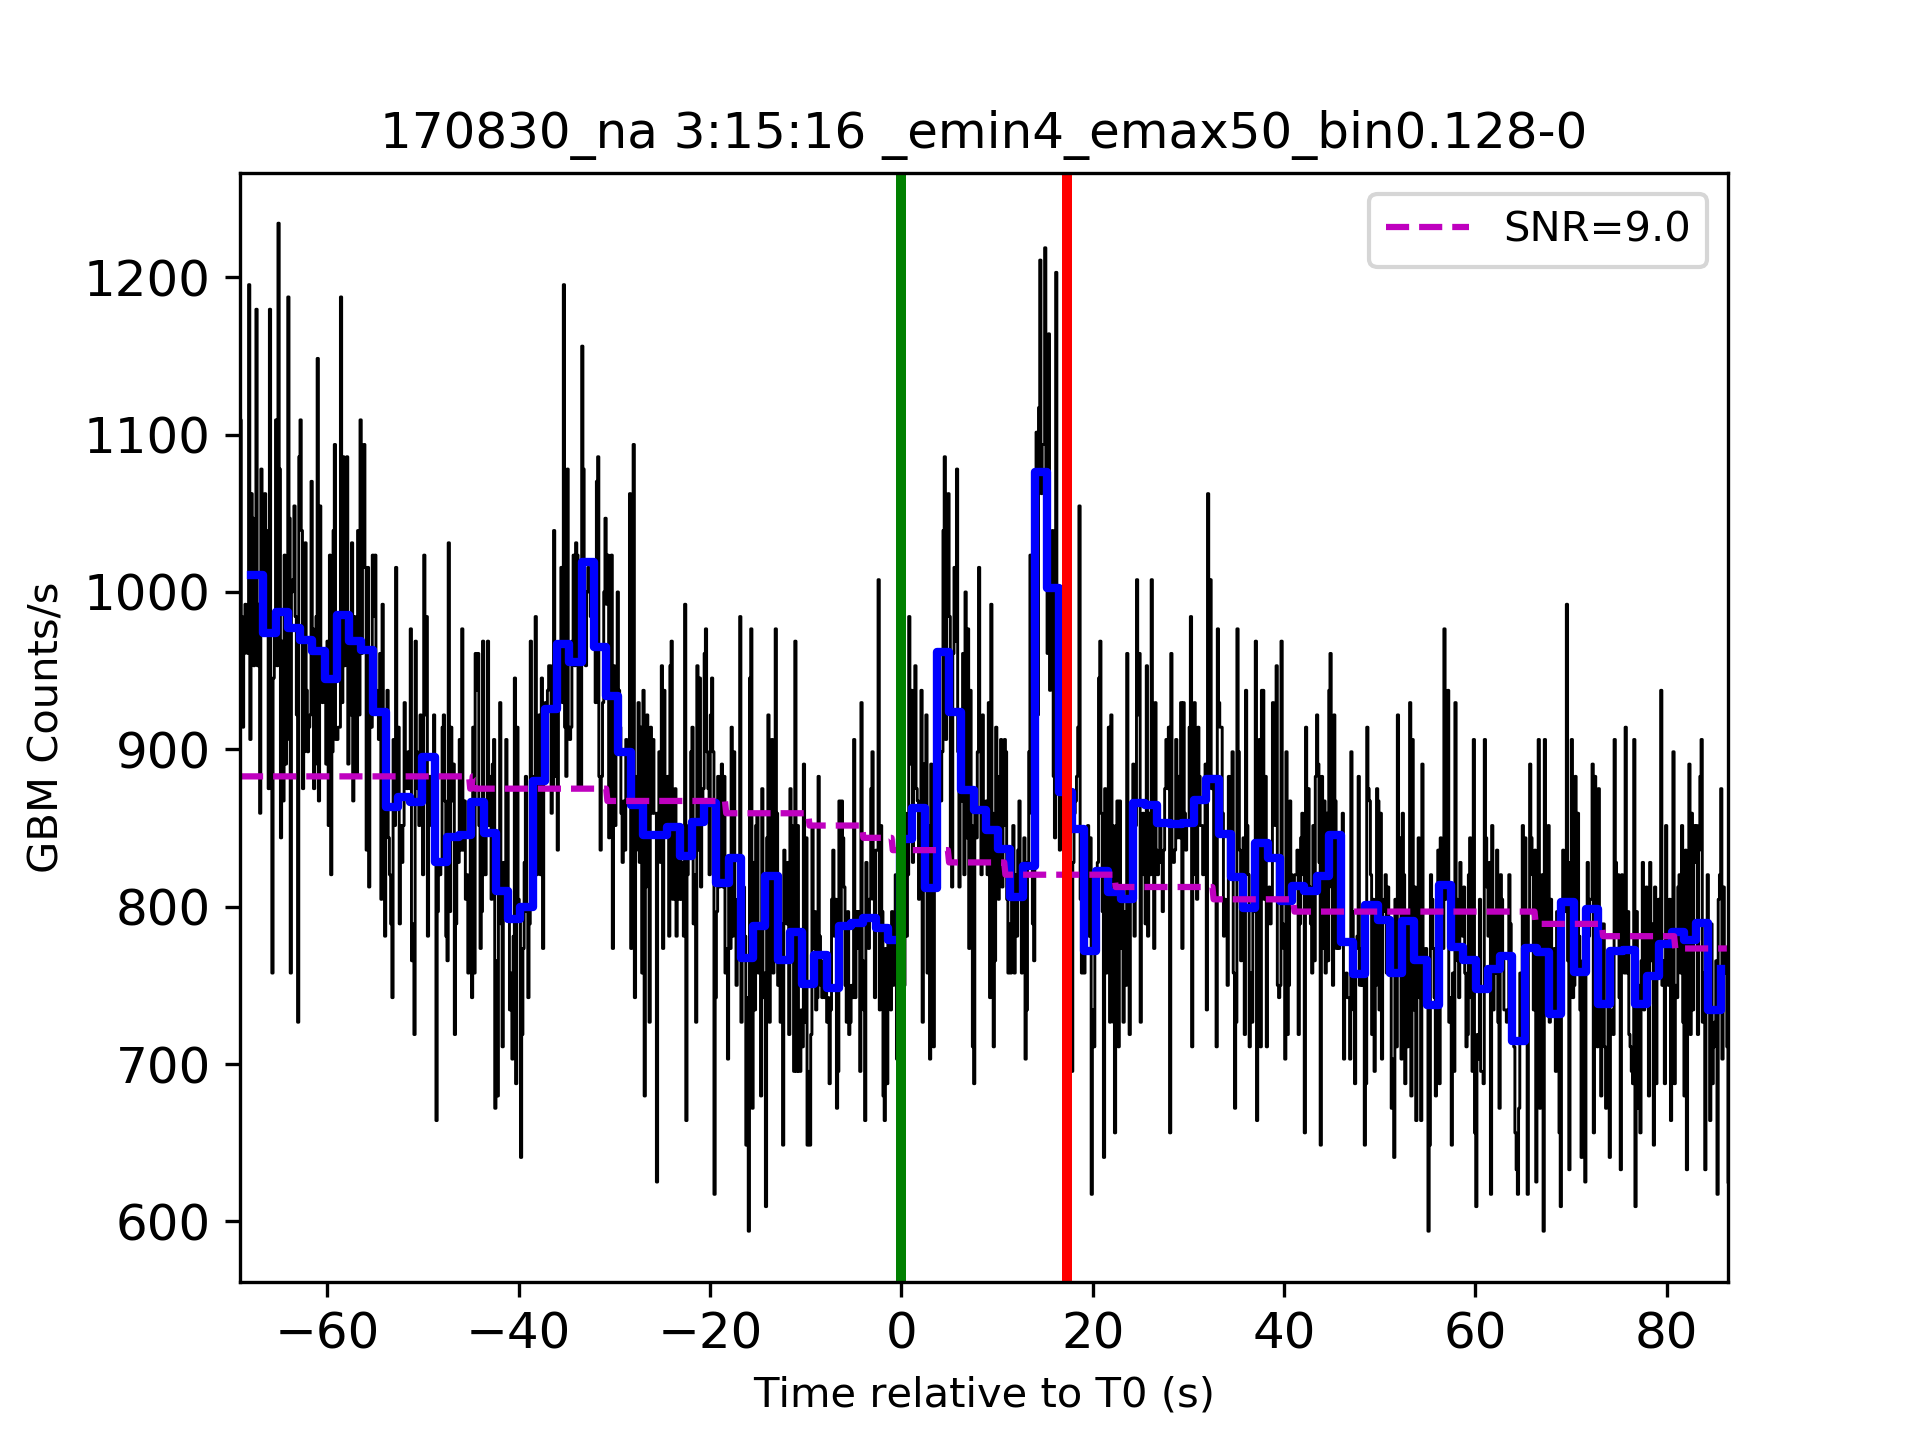 170830_na 3:15:16 _emin4_emax50_bin0.128-0
SNR=9.0
1200
1100
1000
900
800
700
600
GBM Counts/s
−60 −40 −20 0 20 40 60 80
Time relative to T0 (s)